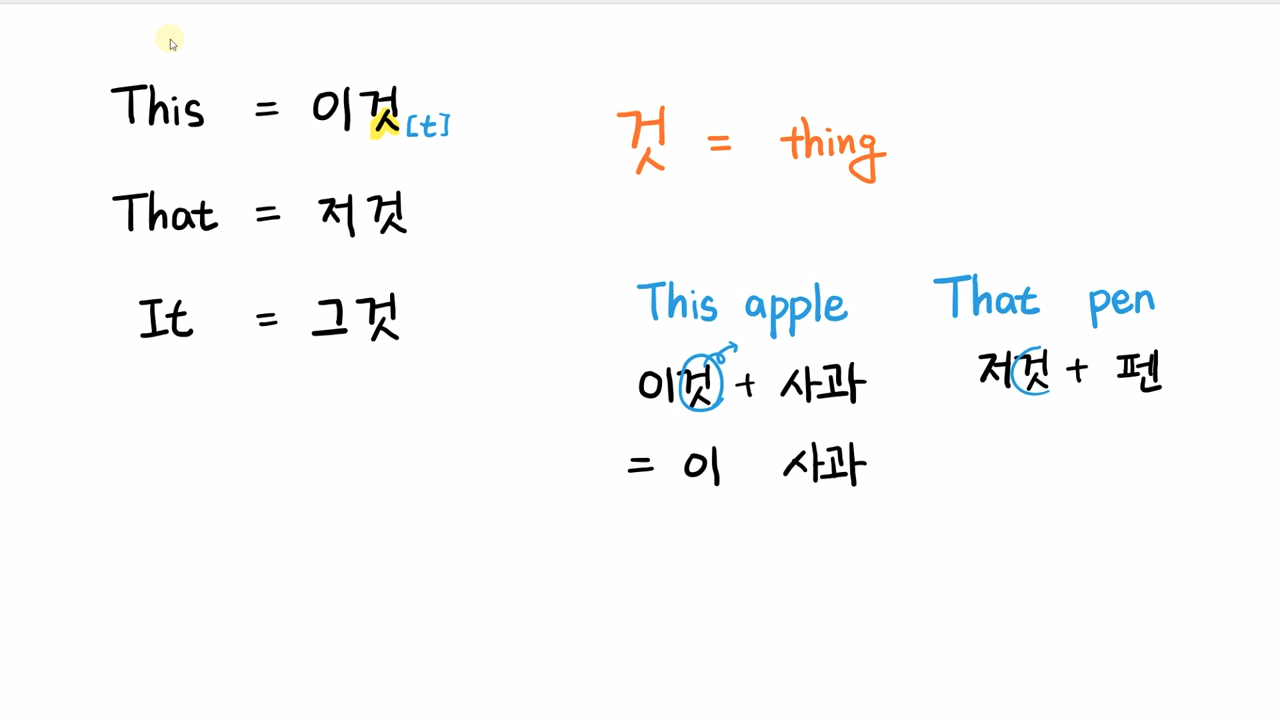 This = 이것 [t]
That = 저것
It = 그것
것 = thing
This apple
이것 + 사과
= 이 사과
That pen
저것 + 펜